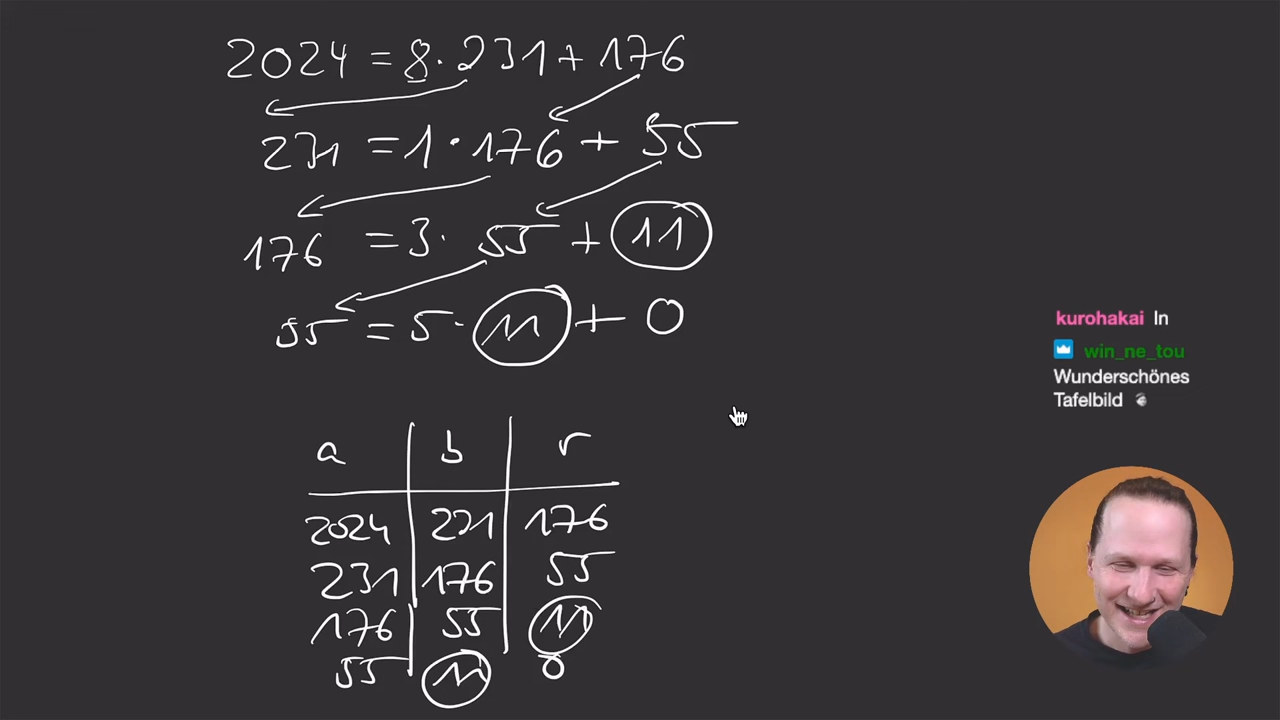 2024 = 8 · 231 + 176
231 = 1 · 176 + 55
176 = 3 · 55 + 11
55 = 5 · 11 + 0
kurohakai In
win_ne_tou
Wunderschönes
Tafelbild
a b r
2024 231 176
231 176 55
176 55 11
55 11 0